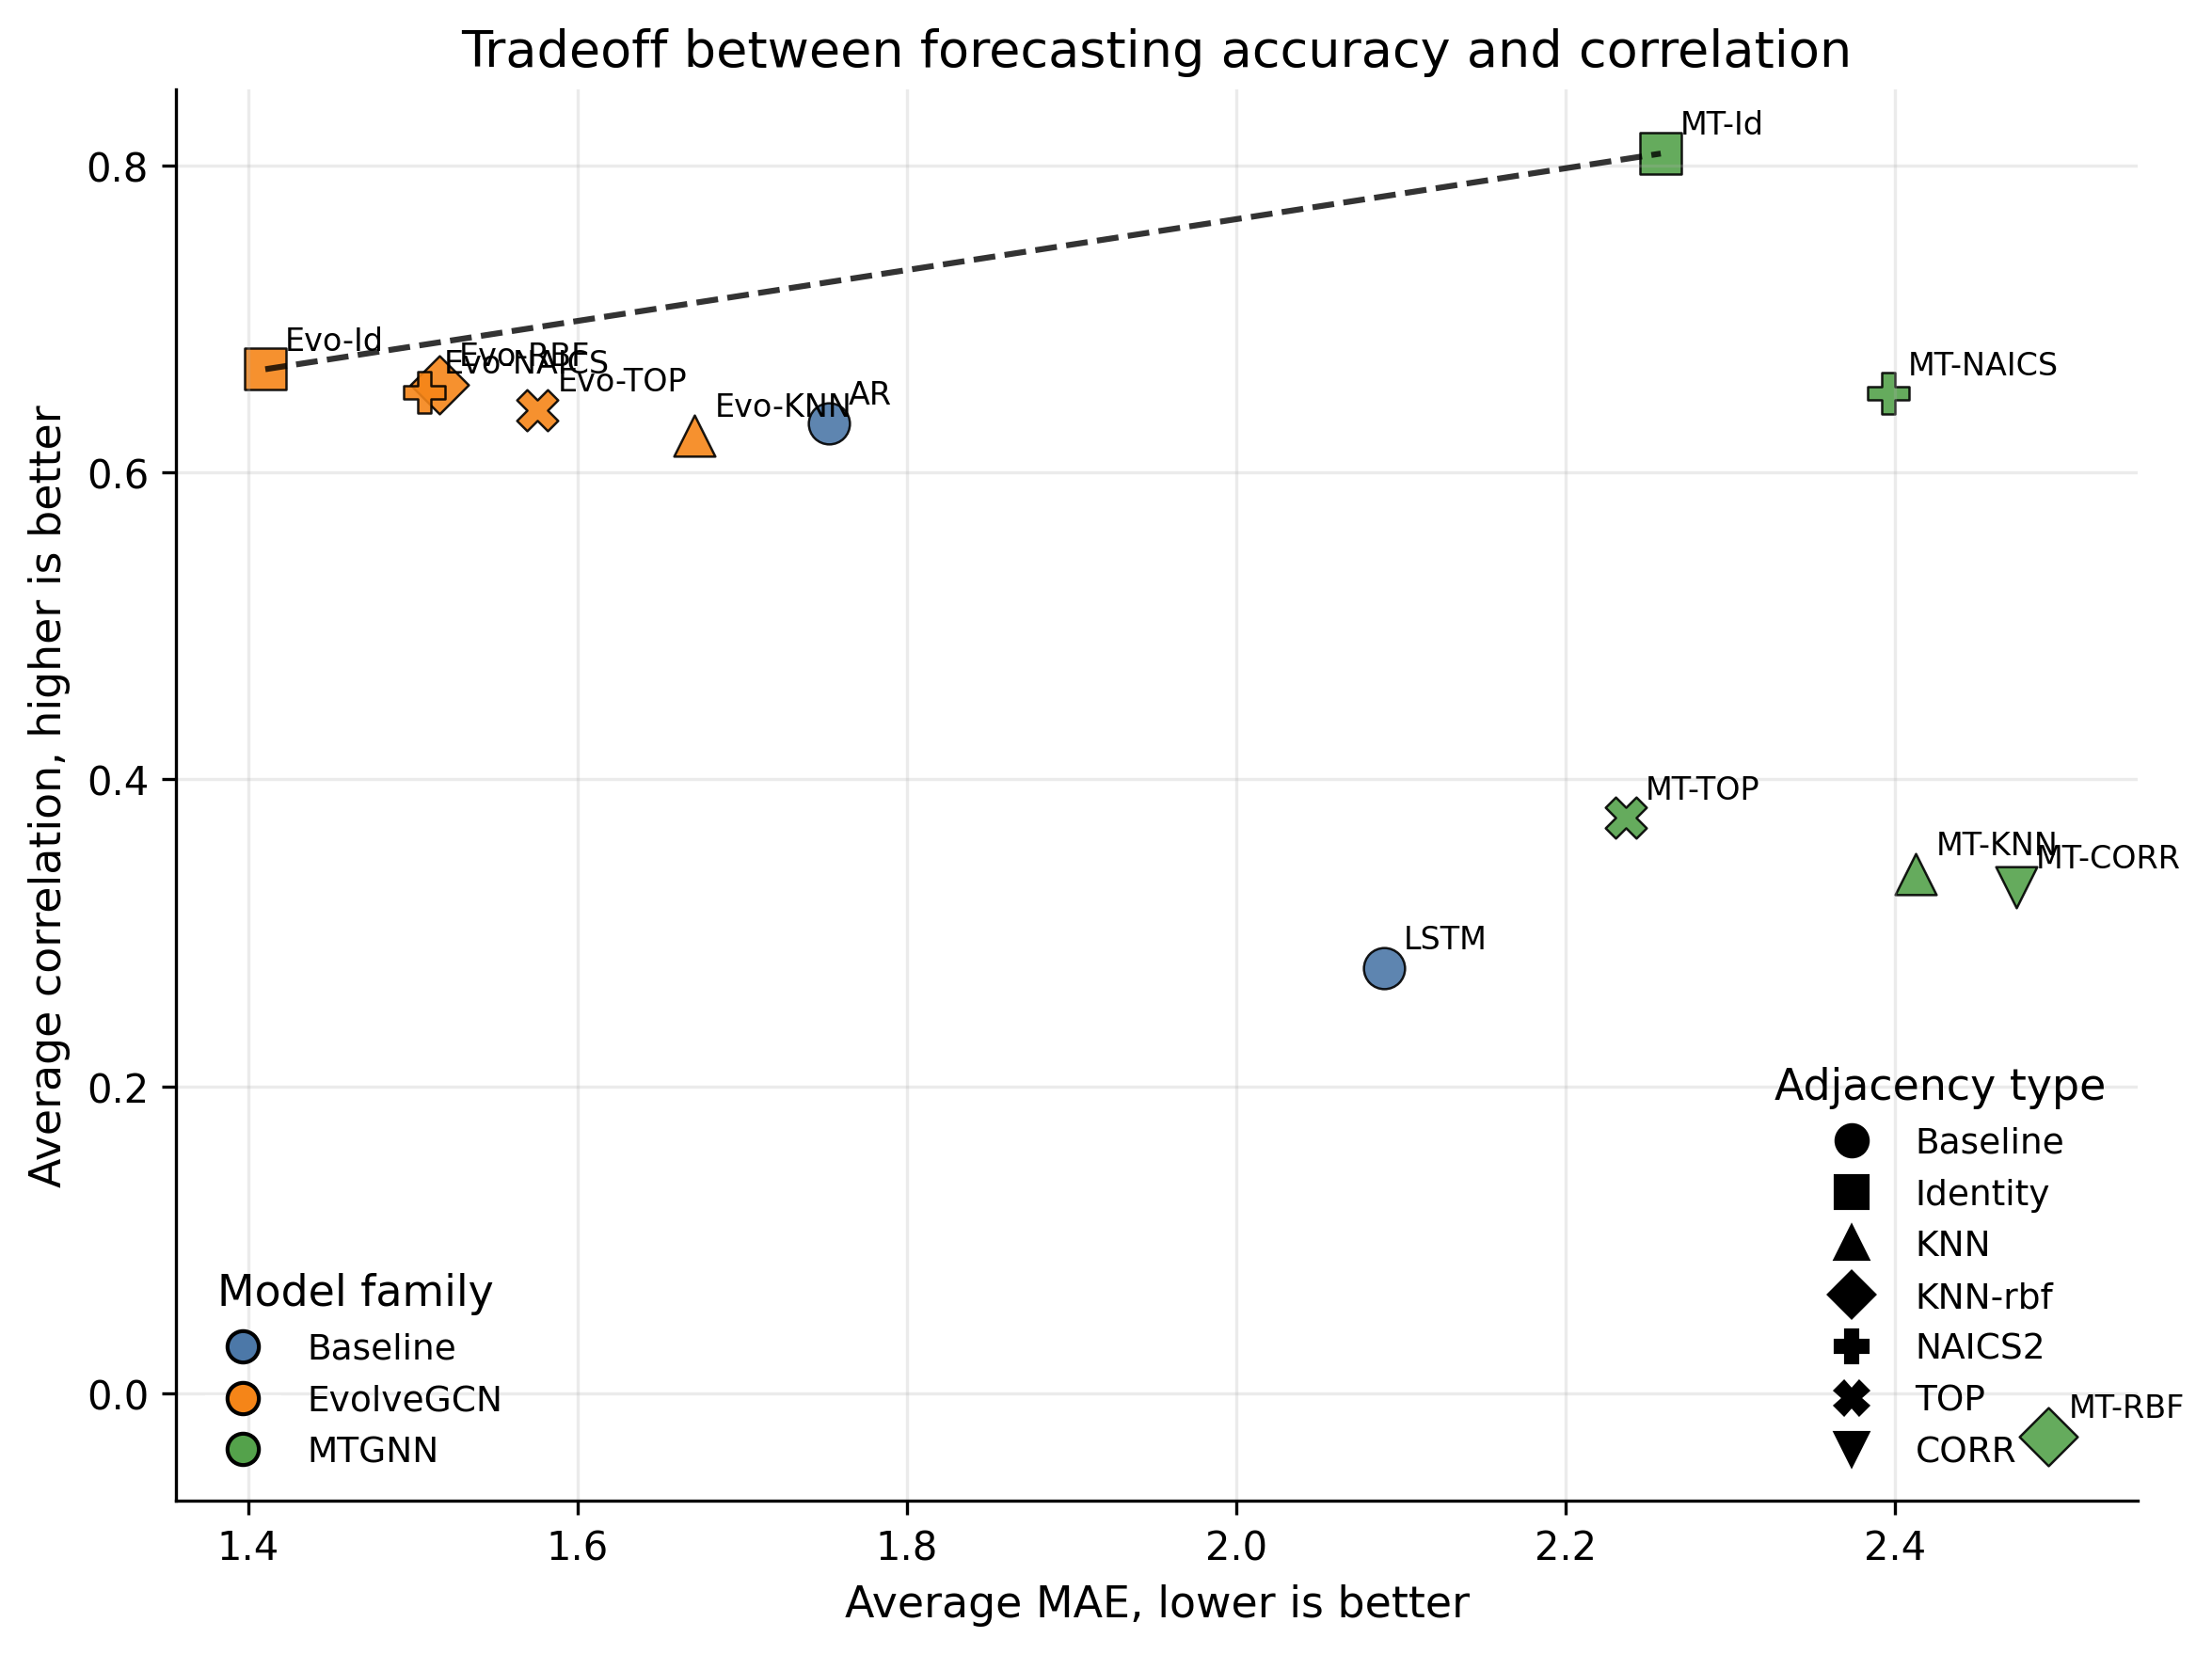 Tradeoff between forecasting accuracy and correlation
Average correlation, higher is better
0.8
0.6
0.4
0.2
0.0
MT-Id
Evo-Id
Evo-RBF
Evo-NAICS
Evo-TOP
Evo-KNN
AR
MT-NAICS
MT-TOP
MT-KNN
MT-CORR
LSTM
MT-RBF
Model family
Baseline
EvolveGCN
MTGNN
Adjacency type
Baseline
Identity
KNN
KNN-rbf
NAICS2
TOP
CORR
1.4
1.6
1.8
2.0
2.2
2.4
Average MAE, lower is better